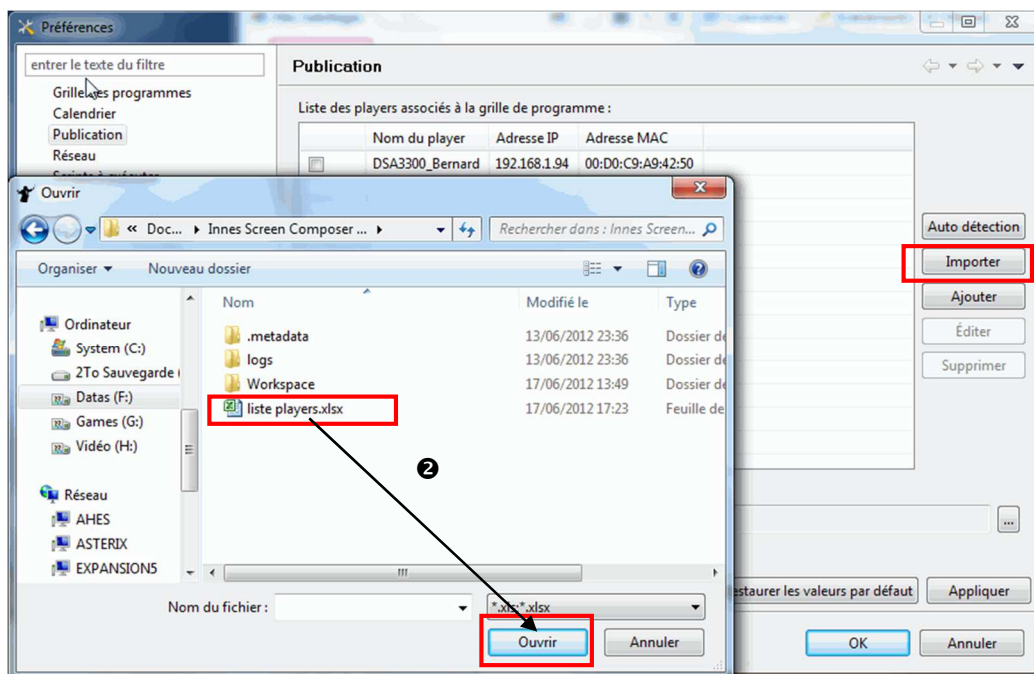 Préférences
entrer le texte du filtre
Grille des programmes
Calendrier
Publication
Réseau
Scripts à exécuter
Publication
Liste des players associés à la grille de programme :
Nom du player Adresse IP Adresse MAC
DSA3300_Bernard 192.168.1.94 00:D0:C9:A9:42:50
Auto détection
Importer
Ajouter
Éditer
Supprimer
...
estaurer les valeurs par défaut Appliquer
OK Annuler
Ouvrir
« Doc... Innes Screen Composer ... Rechercher dans : Innes Screen...
Organiser Nouveau dossier
Ordinateur
System (C:)
2To Sauvegarde (
Datas (F:)
Games (G:)
Vidéo (H:)
Réseau
AHES
ASTERIX
EXPANSION5
Nom Modifié le Type
.metadata 13/06/2012 23:36 Dossier de
logs 13/06/2012 23:36 Dossier de
Workspace 17/06/2012 13:49 Dossier de
liste players.xlsx 17/06/2012 17:23 Feuille de
❷
Nom du fichier : *.xls;*.xlsx
Ouvrir Annuler